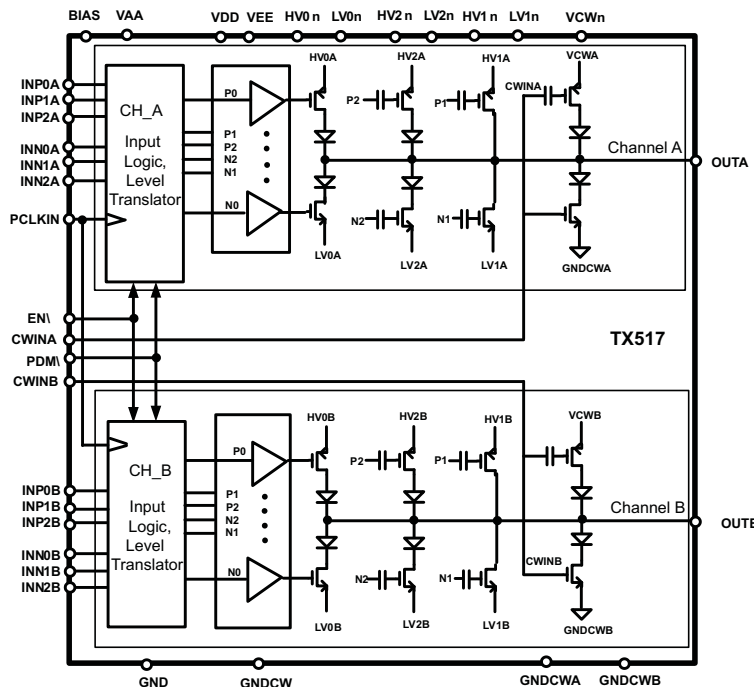 BIAS VAA VDD VEE HV0 n LV0n HV2 n LV2n HV1 n LV1n VCWn
HV0A HV2A HV1A VCWA
INP0A
INP1A
INP2A
INN0A
INN1A
INN2A
PCLKIN
CH_A
Input
Logic,
Level
Translator
P0
P1
P2
N2
N1
N0
P2 P1 CWINA
N2 N1
Channel A
OUTA
LV0A LV2A LV1A GNDCWA
EN\
CWINA
PDM\
CWINB
TX517
HV0B HV2B HV1B VCWB
INP0B
INP1B
INP2B
INN0B
INN1B
INN2B
CH_B
Input
Logic,
Level
Translator
P0
P1
P2
N2
N1
N0
P2 P1
Channel B
N2 N1 CWINB
LV0B LV2B LV1B GNDCWB
GND GNDCW GNDCWA GNDCWB